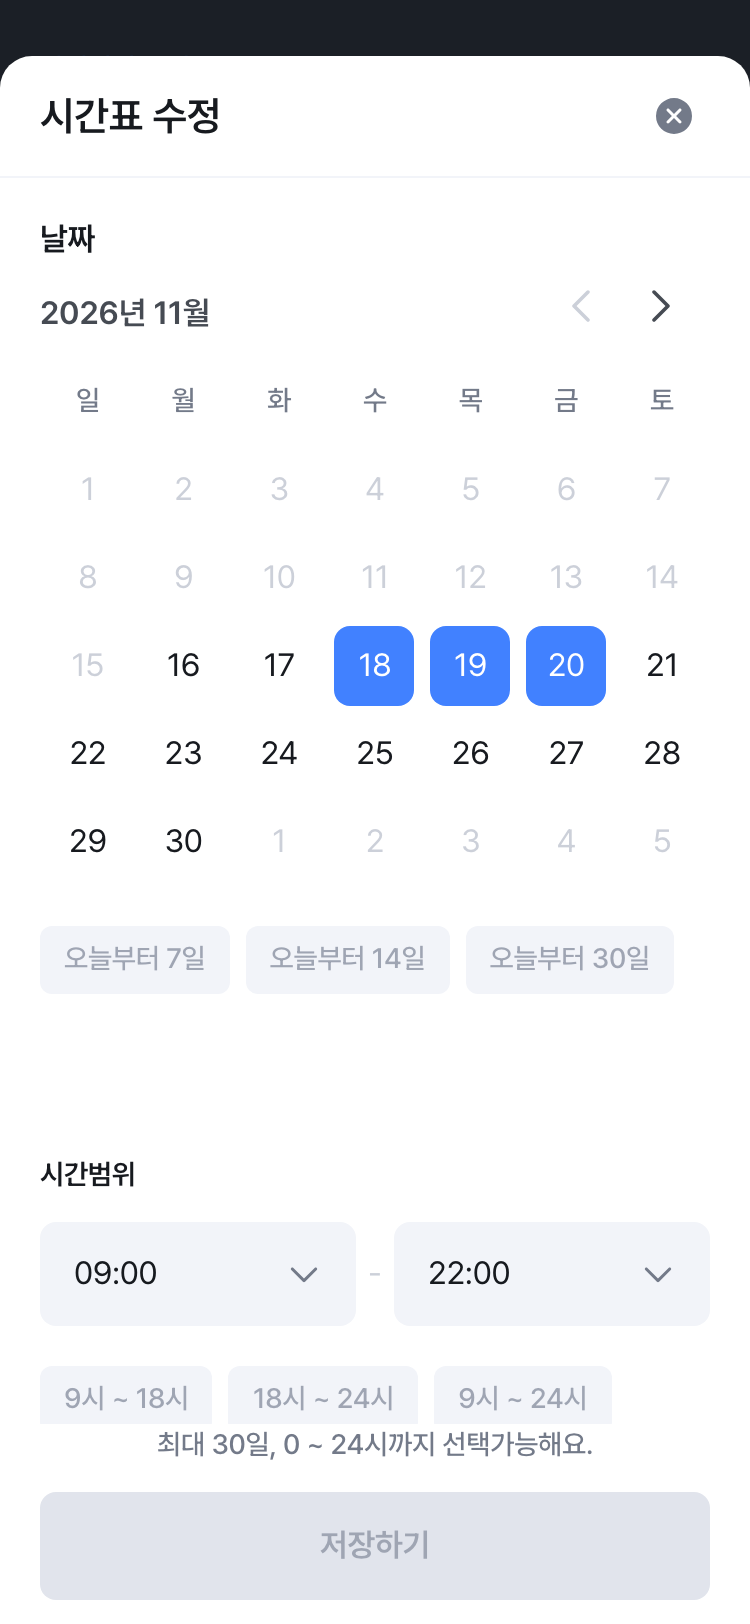 시간표 수정
날짜
2026년 11월
일 월 화 수 목 금 토
1 2 3 4 5 6 7
8 9 10 11 12 13 14
15 16 17 18 19 20 21
22 23 24 25 26 27 28
29 30 1 2 3 4 5
오늘부터 7일 오늘부터 14일 오늘부터 30일
시간범위
09:00 - 22:00
9시 ~ 18시 18시 ~ 24시 9시 ~ 24시
최대 30일, 0 ~ 24시까지 선택가능해요.
저장하기